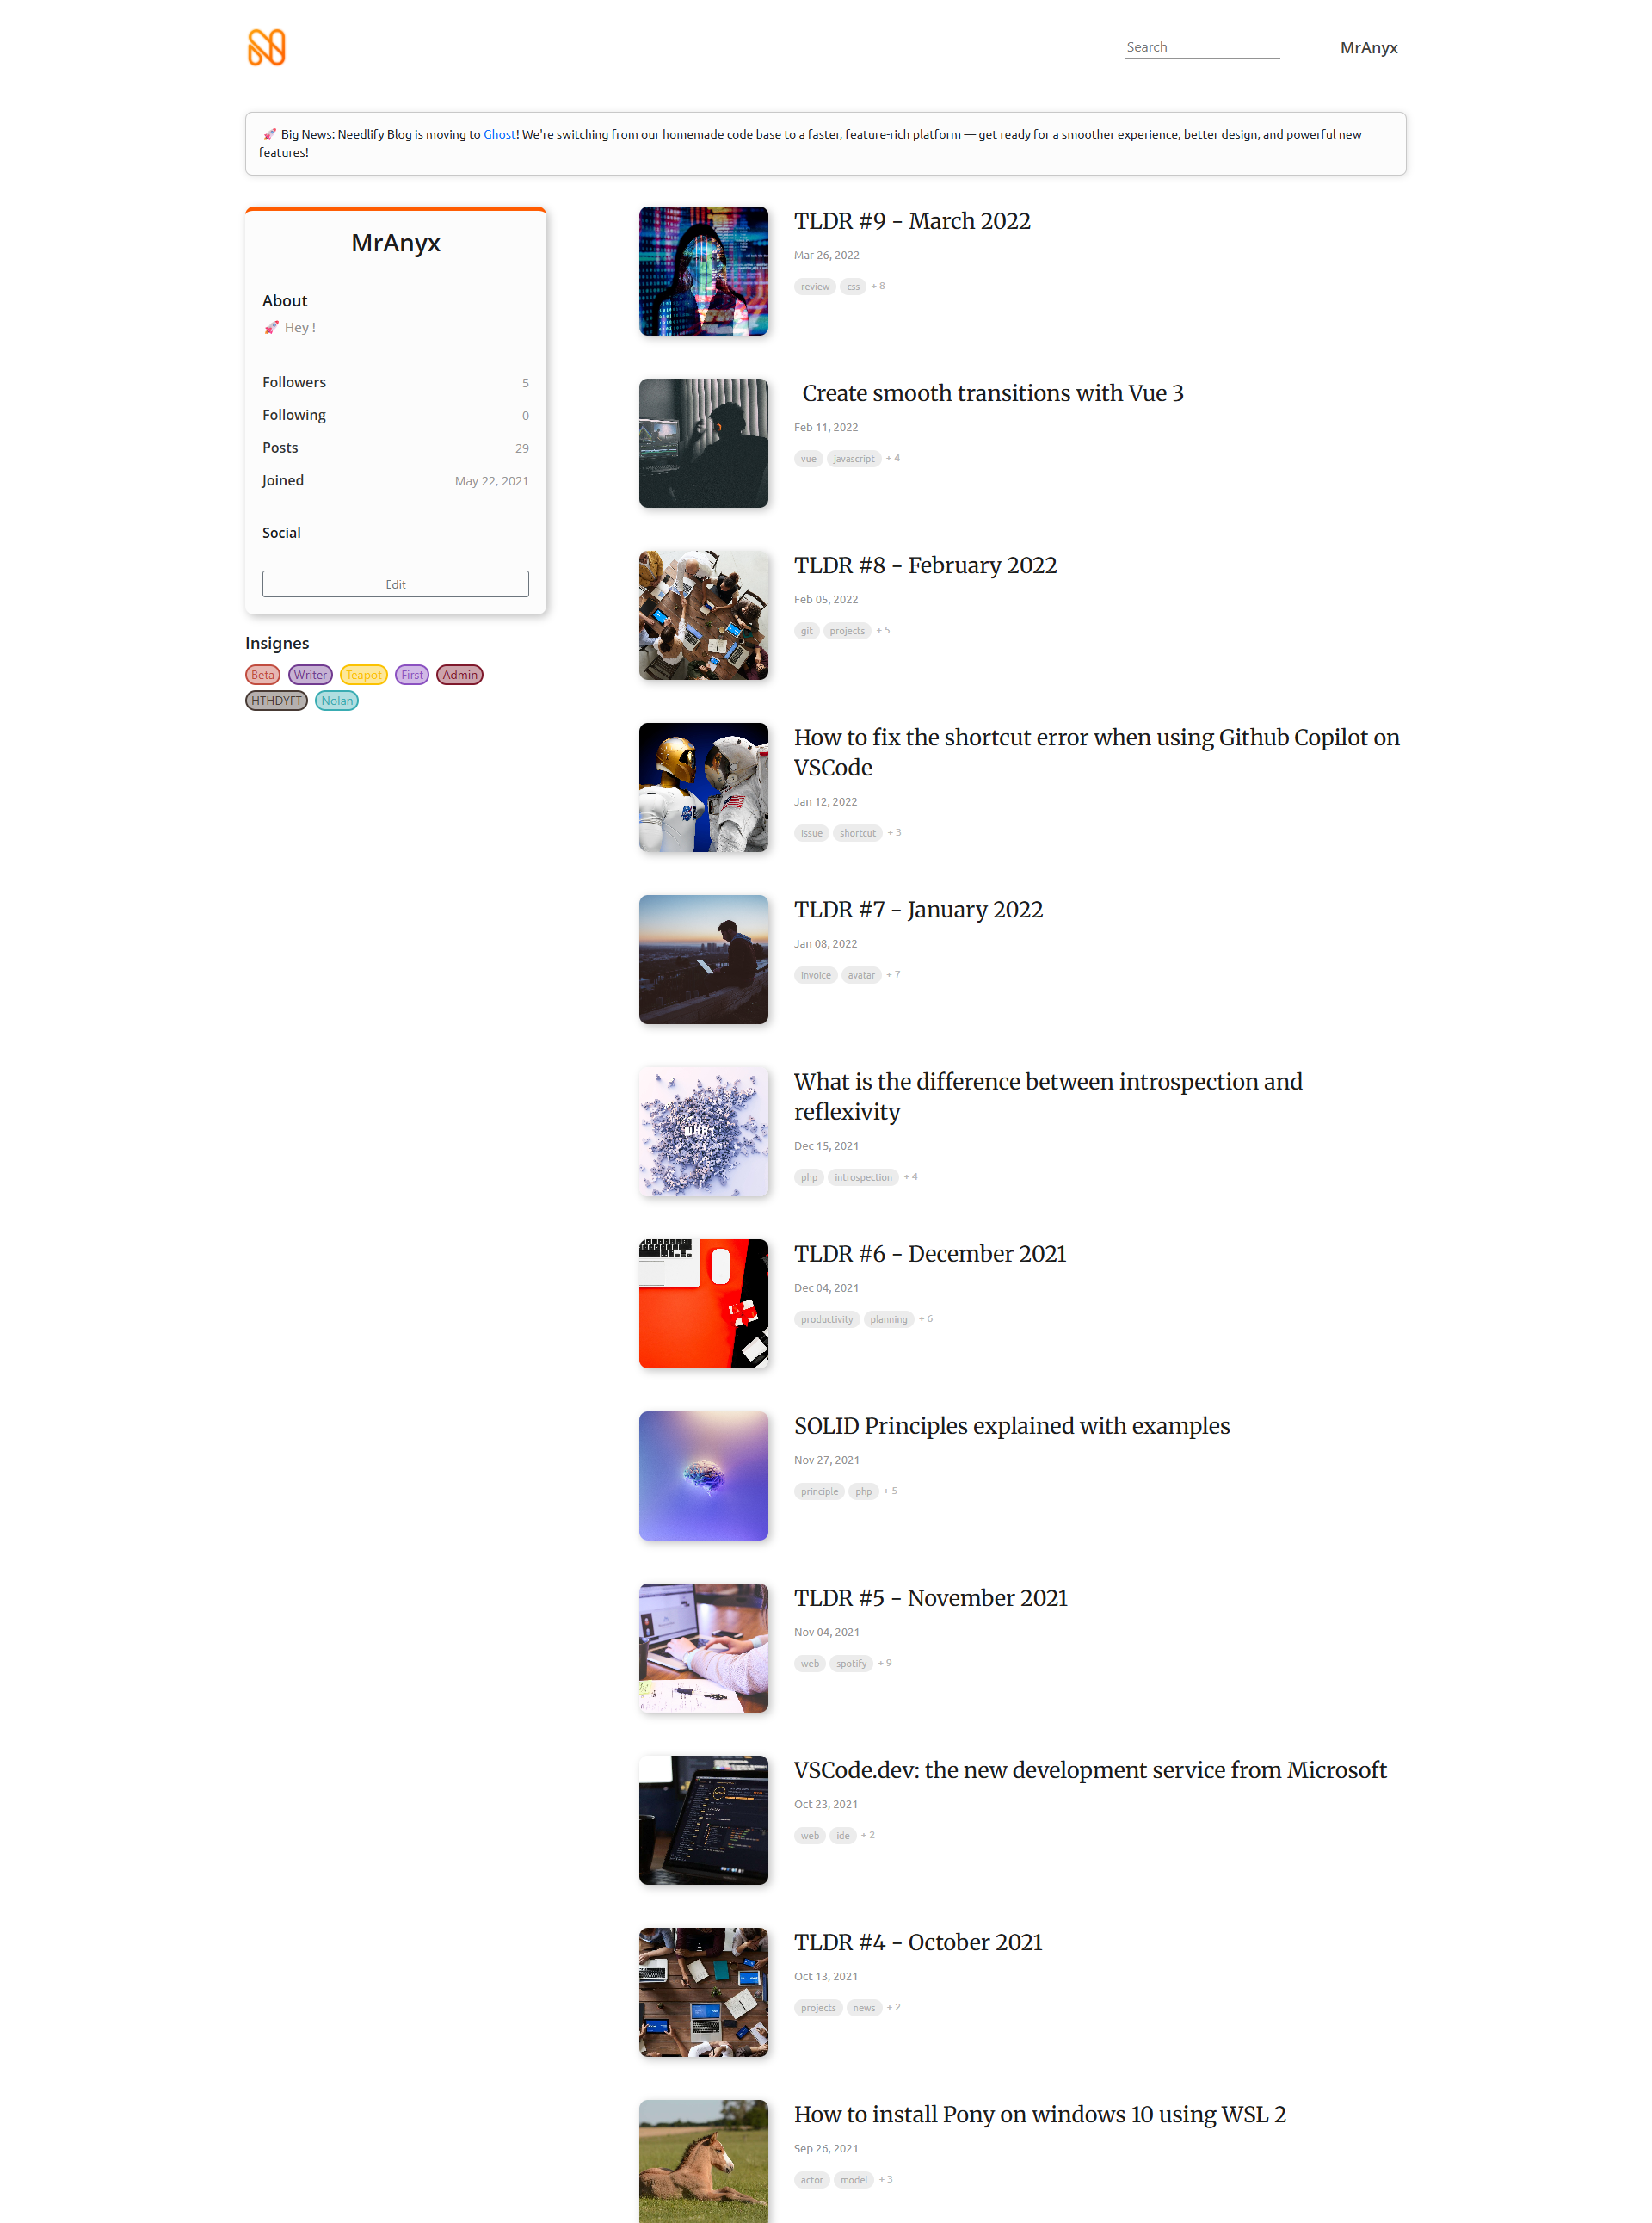 Search
MrAnyx
🚀 Big News: Needlify Blog is moving to Ghost! We're switching from our homemade code base to a faster, feature-rich platform — get ready for a smoother experience, better design, and powerful new
features!
MrAnyx
About
🚀 Hey !
Followers 5
Following 0
Posts 29
Joined May 22, 2021
Social
Edit
Insignes
Beta Writer Teapot First Admin
HTHDYFT Nolan
TLDR #9 - March 2022
Mar 26, 2022
review css + 8
Create smooth transitions with Vue 3
Feb 11, 2022
vue javascript + 4
TLDR #8 - February 2022
Feb 05, 2022
git projects + 5
How to fix the shortcut error when using Github Copilot on
VSCode
Jan 12, 2022
issue shortcut + 3
TLDR #7 - January 2022
Jan 08, 2022
invoice avatar + 7
WHAT
What is the difference between introspection and
reflexivity
Dec 15, 2021
php introspection + 4
TLDR #6 - December 2021
Dec 04, 2021
productivity planning + 6
SOLID Principles explained with examples
Nov 27, 2021
principle php + 5
TLDR #5 - November 2021
Nov 04, 2021
web spotify + 9
VSCode.dev: the new development service from Microsoft
Oct 23, 2021
web ide + 2
TLDR #4 - October 2021
Oct 13, 2021
projects news + 2
How to install Pony on windows 10 using WSL 2
Sep 26, 2021
actor model + 3